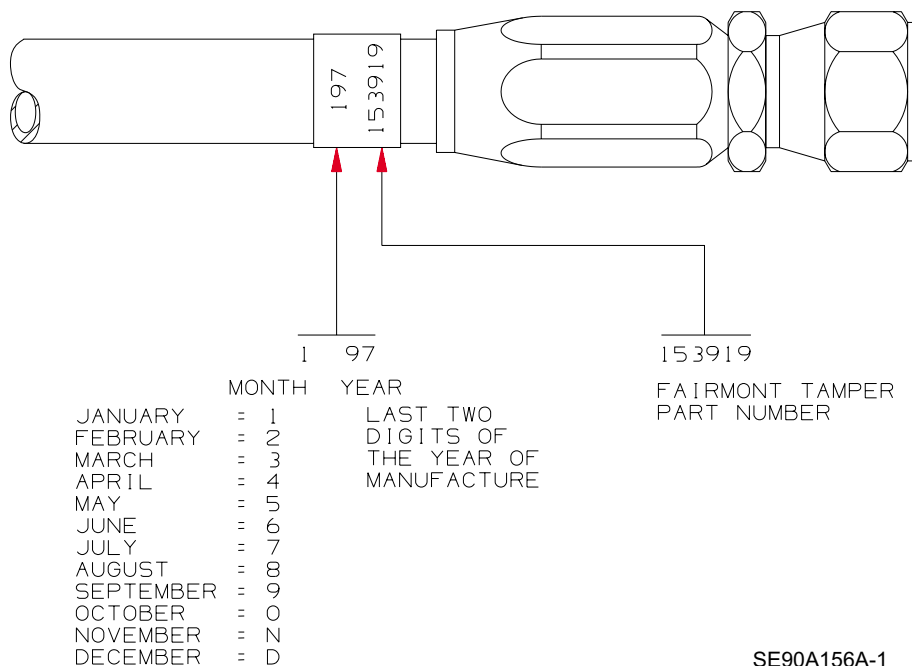 197
153919
1 97
153919
MONTH YEAR
FAIRMONT TAMPER
PART NUMBER
JANUARY = 1
FEBRUARY = 2
MARCH = 3
APRIL = 4
MAY = 5
JUNE = 6
JULY = 7
AUGUST = 8
SEPTEMBER = 9
OCTOBER = O
NOVEMBER = N
DECEMBER = D
LAST TWO
DIGITS OF
THE YEAR OF
MANUFACTURE
SE90A156A-1